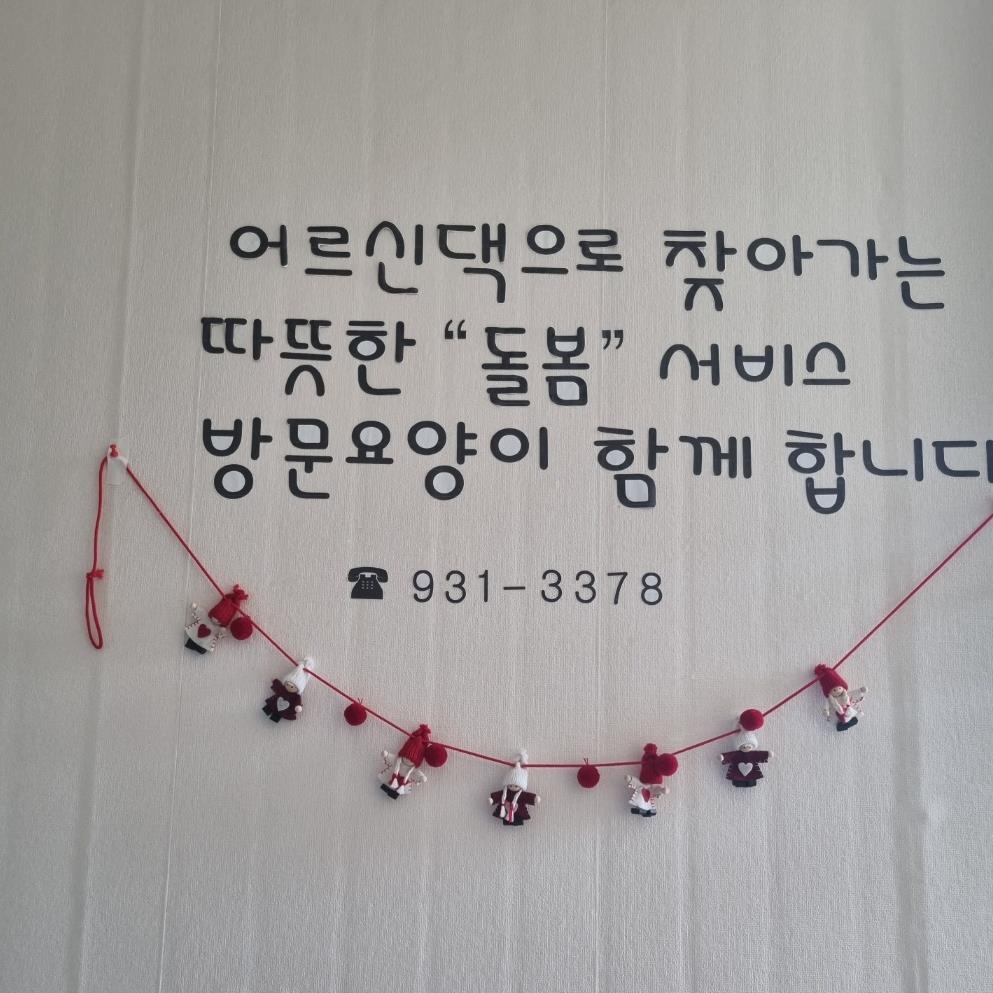 어르신댁으로 찾아가는
따뜻한 “돌봄” 서비스
방문요양이 함께 합니다
☎ 931-3378